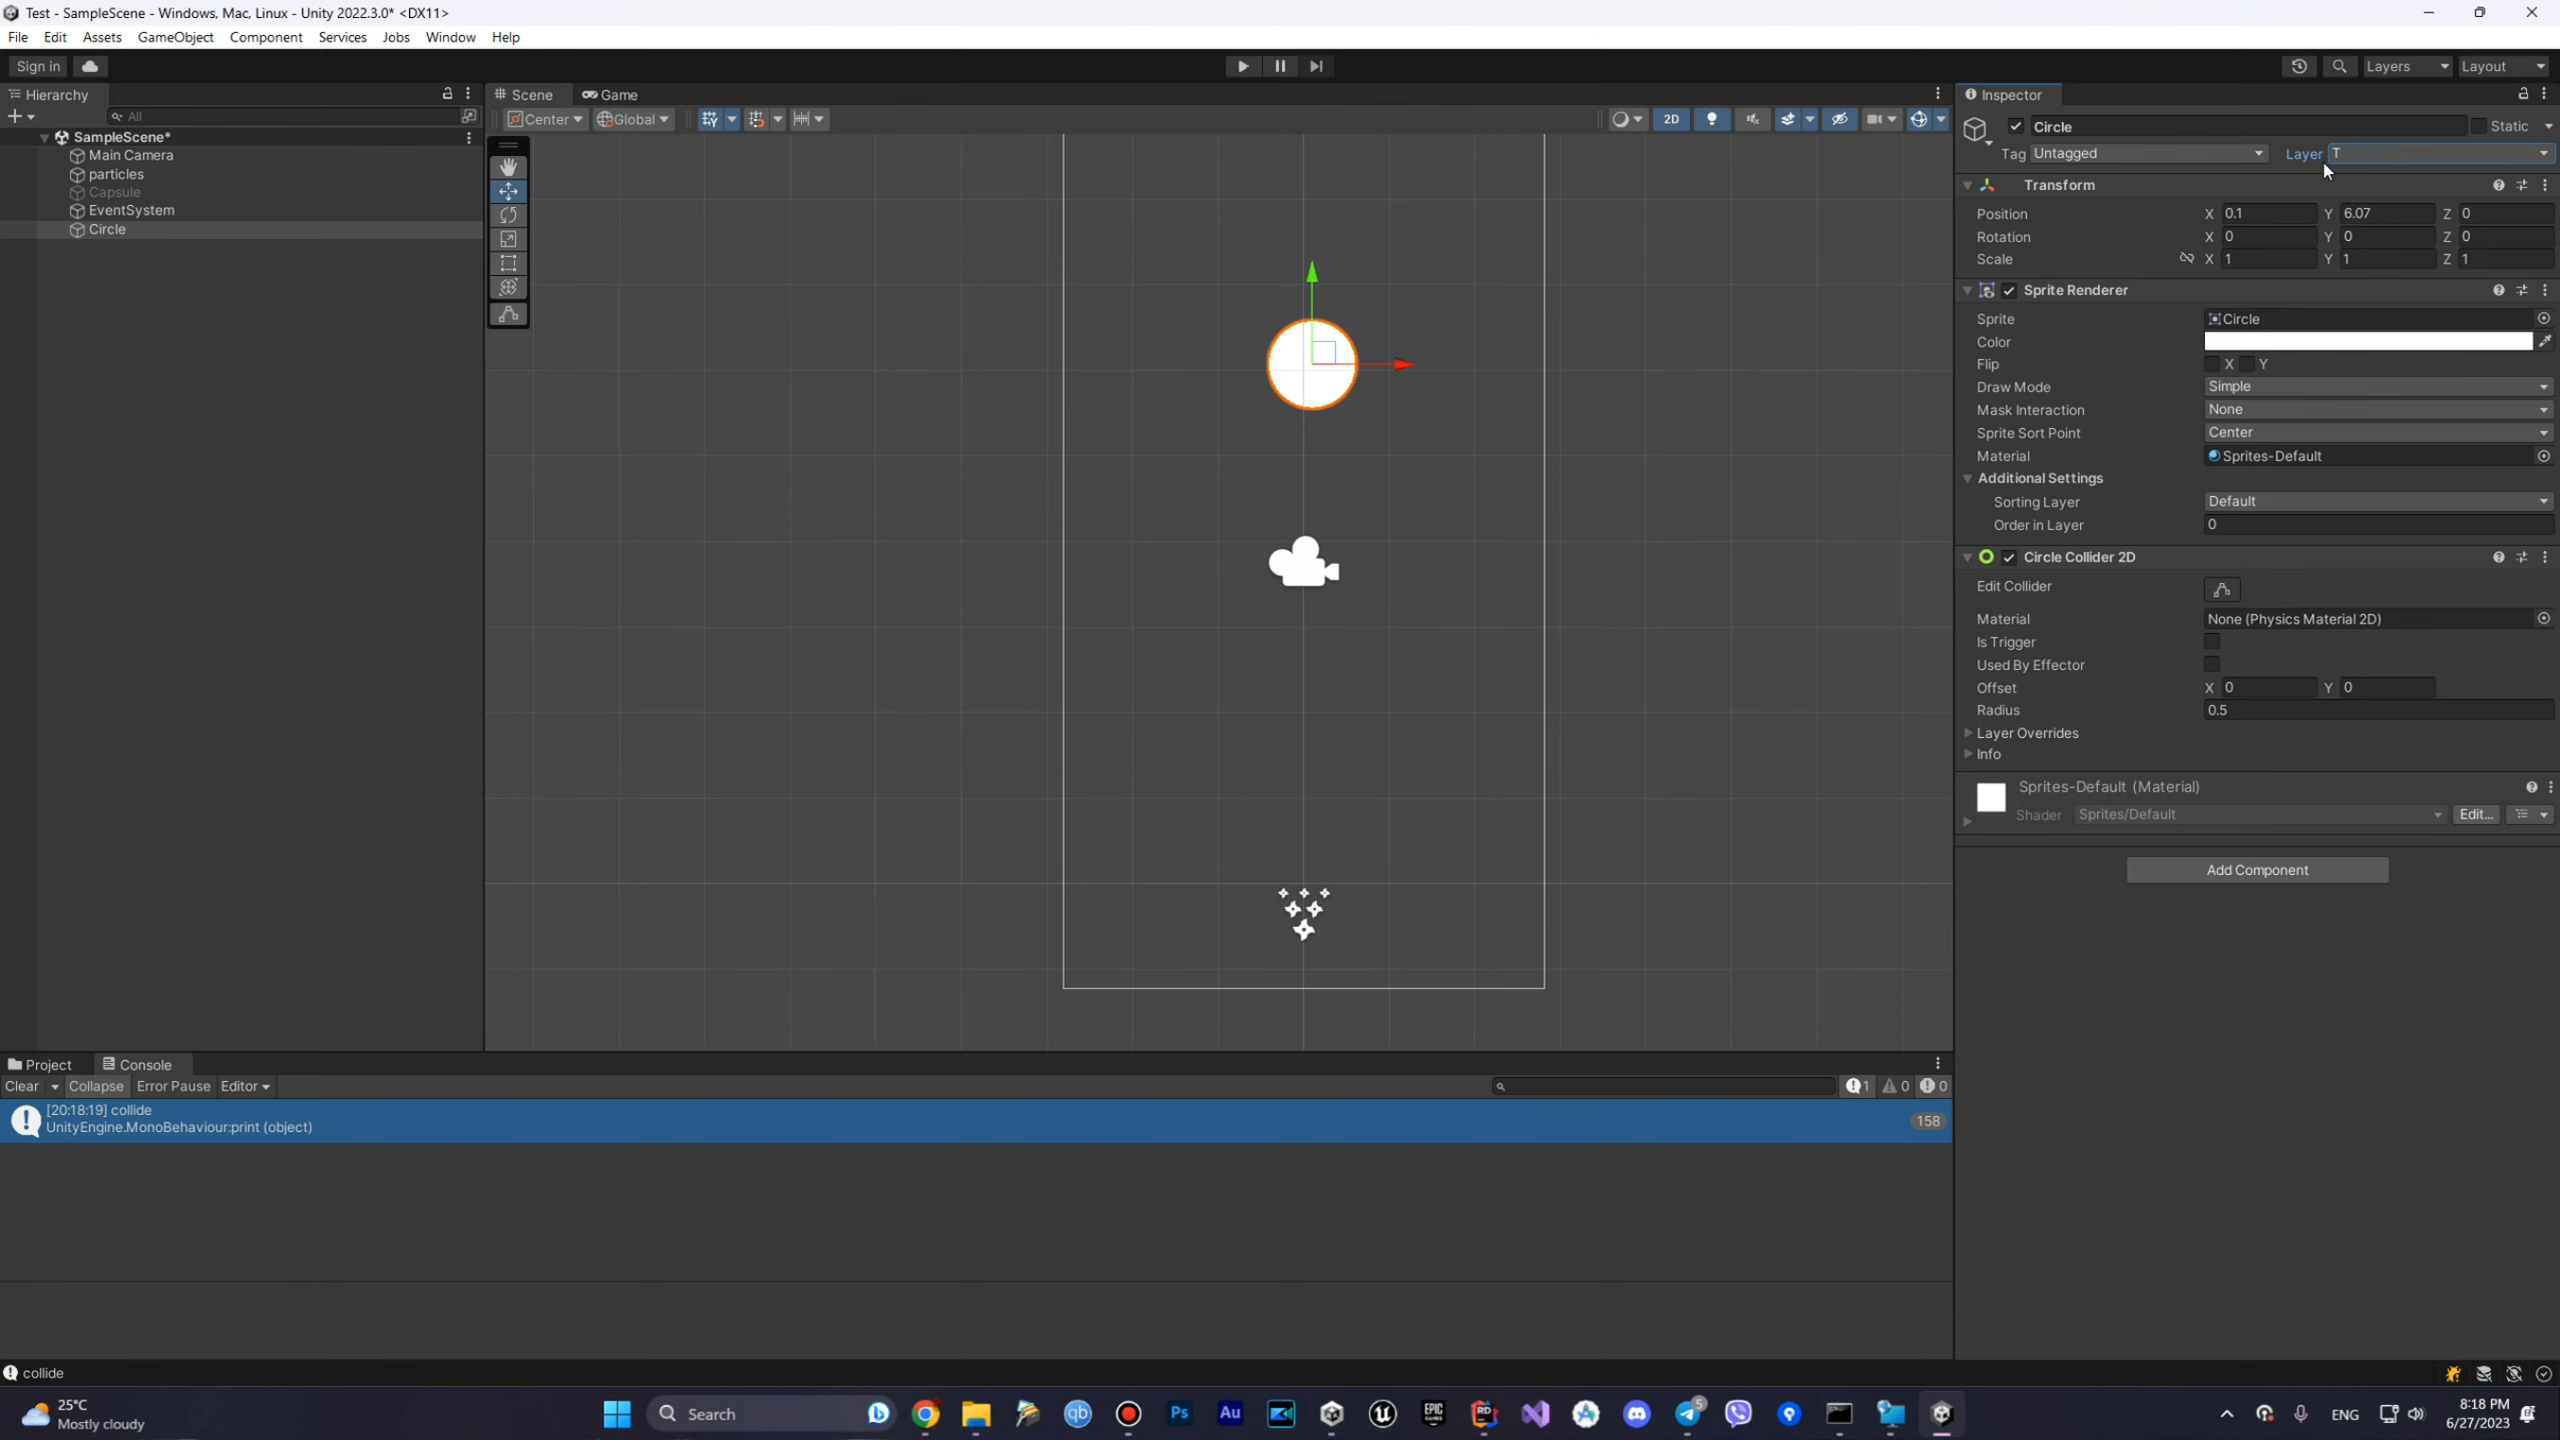 Test - SampleScene - Windows, Mac, Linux - Unity 2022.3.0* <DX11>
File Edit Assets GameObject Component Services Jobs Window Help
Sign in Layers Layout
Hierarchy Scene Game Inspector
All Center Global 2D Circle Static
SampleScene* Tag Untagged Layer T
Main Camera
particles
Capsule
EventSystem
Circle
Transform
Position X 0.1 Y 6.07 Z 0
Rotation X 0 Y 0 Z 0
Scale X 1 Y 1 Z 1
Sprite Renderer
Sprite Circle
Color
Flip X Y
Draw Mode Simple
Mask Interaction None
Sprite Sort Point Center
Material Sprites-Default
Additional Settings
Sorting Layer Default
Order in Layer 0
Circle Collider 2D
Edit Collider
Material None (Physics Material 2D)
Is Trigger
Used By Effector
Offset X 0 Y 0
Radius 0.5
Layer Overrides
Info
Sprites-Default (Material)
Shader Sprites/Default Edit...
Add Component
Project Console
Clear Collapse Error Pause Editor 1 0 0
[20:18:19] collide
UnityEngine.MonoBehaviour:print (object) 158
collide
25°C
Mostly cloudy
Search
qb Ps Au EPIC GAMES RD 5
ENG
8:18 PM
6/27/2023